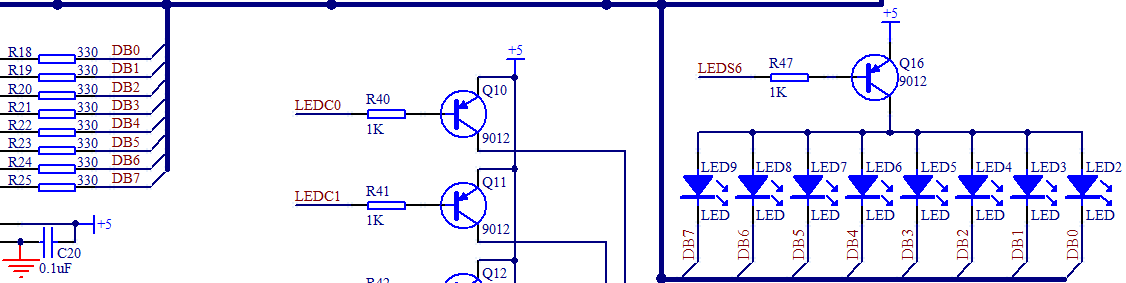 R18 330 DB0
R19 330 DB1
R20 330 DB2
R21 330 DB3
R22 330 DB4
R23 330 DB5
R24 330 DB6
R25 330 DB7
+5
C20
0.1uF
+5
LEDC0 R40 Q10
1K 9012
LEDC1 R41 Q11
1K 9012
R42 Q12
+5
LEDS6 R47 Q16
1K 9012
LED9 LED8 LED7 LED6 LED5 LED4 LED3 LED2
LED LED LED LED LED LED LED LED
DB7 DB6 DB5 DB4 DB3 DB2 DB1 DB0